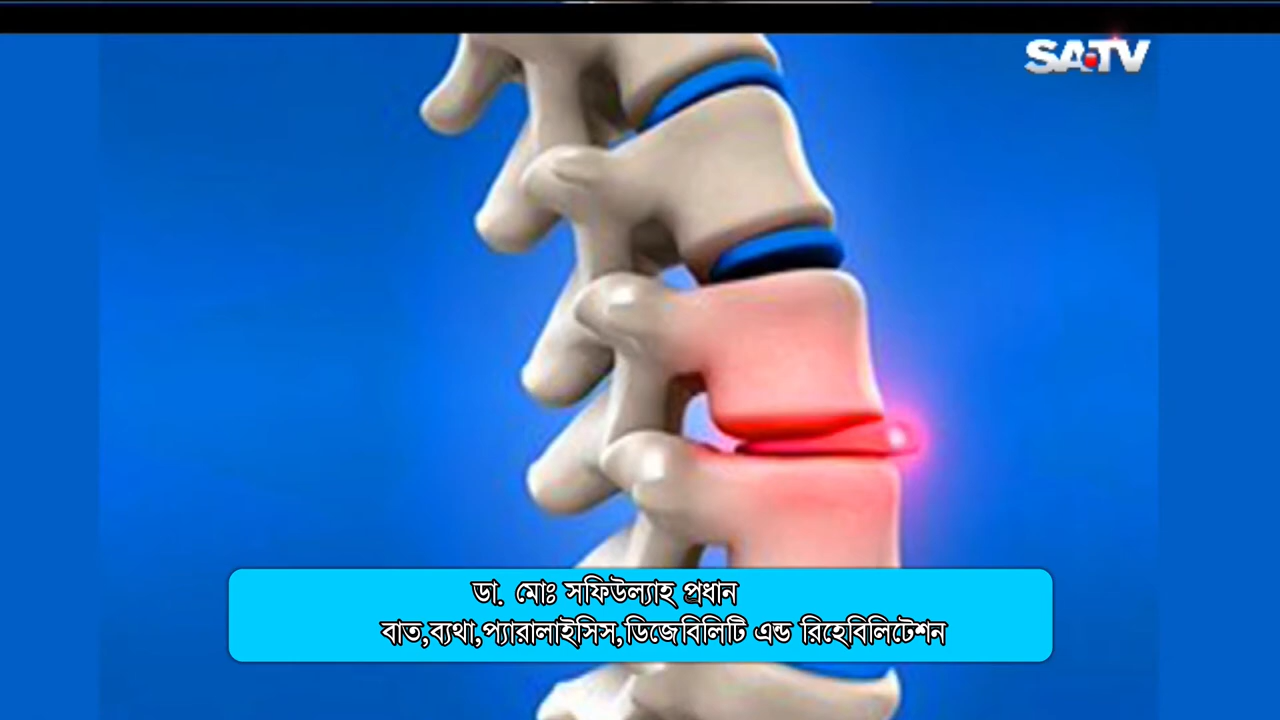 SATV
ডা. মোঃ সফিউল্যাহ প্রধান
বাত,ব্যথা,প্যারালাইসিস,ডিজেবিলিটি এন্ড রিহেবিলিটেশন